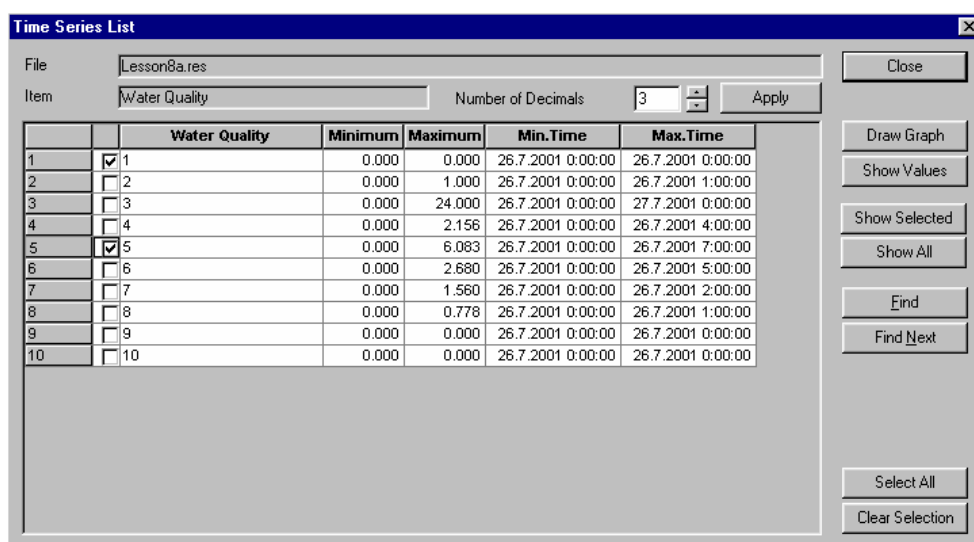 Time Series List
File Lesson8a.res Close
Item Water Quality Number of Decimals 3 Apply
Water Quality Minimum Maximum Min.Time Max.Time
1 1 0.000 0.000 26.7.2001 0:00:00 26.7.2001 0:00:00
2 2 0.000 1.000 26.7.2001 0:00:00 26.7.2001 1:00:00
3 3 0.000 24.000 26.7.2001 0:00:00 27.7.2001 0:00:00
4 4 0.000 2.156 26.7.2001 0:00:00 26.7.2001 4:00:00
5 5 0.000 6.083 26.7.2001 0:00:00 26.7.2001 7:00:00
6 6 0.000 2.680 26.7.2001 0:00:00 26.7.2001 5:00:00
7 7 0.000 1.560 26.7.2001 0:00:00 26.7.2001 2:00:00
8 8 0.000 0.778 26.7.2001 0:00:00 26.7.2001 1:00:00
9 9 0.000 0.000 26.7.2001 0:00:00 26.7.2001 0:00:00
10 10 0.000 0.000 26.7.2001 0:00:00 26.7.2001 0:00:00
Draw Graph
Show Values
Show Selected
Show All
Find
Find Next
Select All
Clear Selection